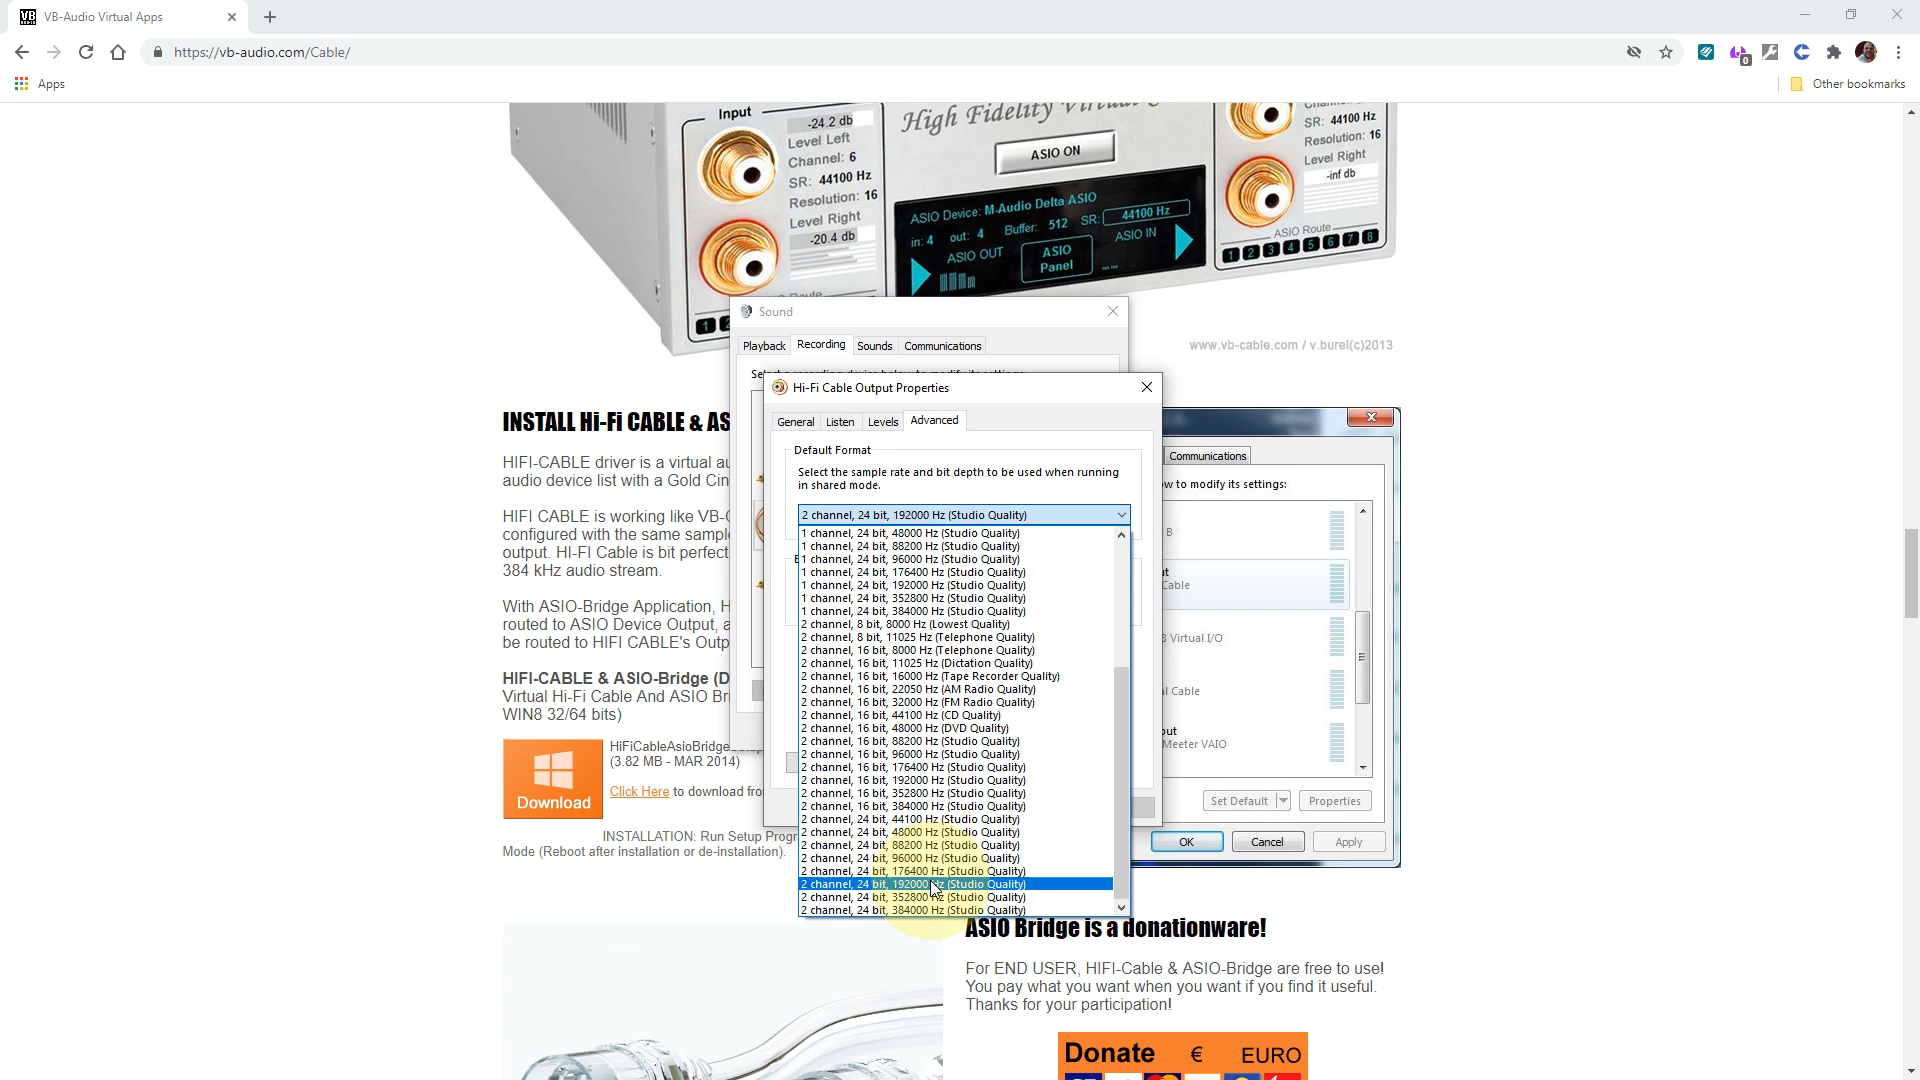 VB-Audio Virtual Apps
https://vb-audio.com/Cable/
0
Apps
Other bookmarks
Input
-24.2 db
Level Left
Channel: 6
SR: 44100 Hz
Resolution: 16
Level Right
-20.4 db
High Fidelity
ASIO ON
ASIO Device: M-Audio Delta ASIO
in: 4 out: 4 Buffer: 512 SR: 44100 Hz
ASIO OUT
ASIO Panel
ASIO IN
SR: 44100 Hz
Resolution: 16
Level Right
-inf db
ASIO Route
1 2 3 4 5 6 7 8
www.vb-cable.com / v.burel(c)2013
Sound
Playback
Recording
Sounds
Communications
Hi-Fi Cable Output Properties
General
Listen
Levels
Advanced
Default Format
Select the sample rate and bit depth to be used when running
in shared mode.
2 channel, 24 bit, 192000 Hz (Studio Quality)
1 channel, 24 bit, 48000 Hz (Studio Quality)
1 channel, 24 bit, 88200 Hz (Studio Quality)
1 channel, 24 bit, 96000 Hz (Studio Quality)
1 channel, 24 bit, 176400 Hz (Studio Quality)
1 channel, 24 bit, 192000 Hz (Studio Quality)
1 channel, 24 bit, 352800 Hz (Studio Quality)
1 channel, 24 bit, 384000 Hz (Studio Quality)
2 channel, 8 bit, 8000 Hz (Lowest Quality)
2 channel, 8 bit, 11025 Hz (Telephone Quality)
2 channel, 16 bit, 8000 Hz (Telephone Quality)
2 channel, 16 bit, 11025 Hz (Dictation Quality)
2 channel, 16 bit, 16000 Hz (Tape Recorder Quality)
2 channel, 16 bit, 22050 Hz (AM Radio Quality)
2 channel, 16 bit, 32000 Hz (FM Radio Quality)
2 channel, 16 bit, 44100 Hz (CD Quality)
2 channel, 16 bit, 48000 Hz (DVD Quality)
2 channel, 16 bit, 88200 Hz (Studio Quality)
2 channel, 16 bit, 96000 Hz (Studio Quality)
2 channel, 16 bit, 176400 Hz (Studio Quality)
2 channel, 16 bit, 192000 Hz (Studio Quality)
2 channel, 16 bit, 352800 Hz (Studio Quality)
2 channel, 16 bit, 384000 Hz (Studio Quality)
2 channel, 24 bit, 44100 Hz (Studio Quality)
2 channel, 24 bit, 48000 Hz (Studio Quality)
2 channel, 24 bit, 88200 Hz (Studio Quality)
2 channel, 24 bit, 96000 Hz (Studio Quality)
2 channel, 24 bit, 176400 Hz (Studio Quality)
2 channel, 24 bit, 192000 Hz (Studio Quality)
2 channel, 24 bit, 352800 Hz (Studio Quality)
2 channel, 24 bit, 384000 Hz (Studio Quality)
INSTALL Hi-Fi CABLE & AS
HIFI-CABLE driver is a virtual au
audio device list with a Gold Cin
HIFI CABLE is working like VB-C
configured with the same sampl
output. HI-FI Cable is bit perfect
384 kHz audio stream.
With ASIO-Bridge Application, H
routed to ASIO Device Output, a
be routed to HIFI CABLE's Outp
HIFI-CABLE & ASIO-Bridge (D
Virtual Hi-Fi Cable And ASIO Bri
WIN8 32/64 bits)
Download
HiFiCableAsioBridge
(3.82 MB - MAR 2014)
Click Here to download fro
INSTALLATION: Run Setup Progr
Mode (Reboot after installation or de-installation).
Communications
w to modify its settings:
B
Cable
Virtual I/O
al Cable
Meeter VAIO
Set Default
Properties
OK
Cancel
Apply
ASIO Bridge is a donationware!
For END USER, HIFI-Cable & ASIO-Bridge are free to use!
You pay what you want when you want if you find it useful.
Thanks for your participation!
Donate € EURO